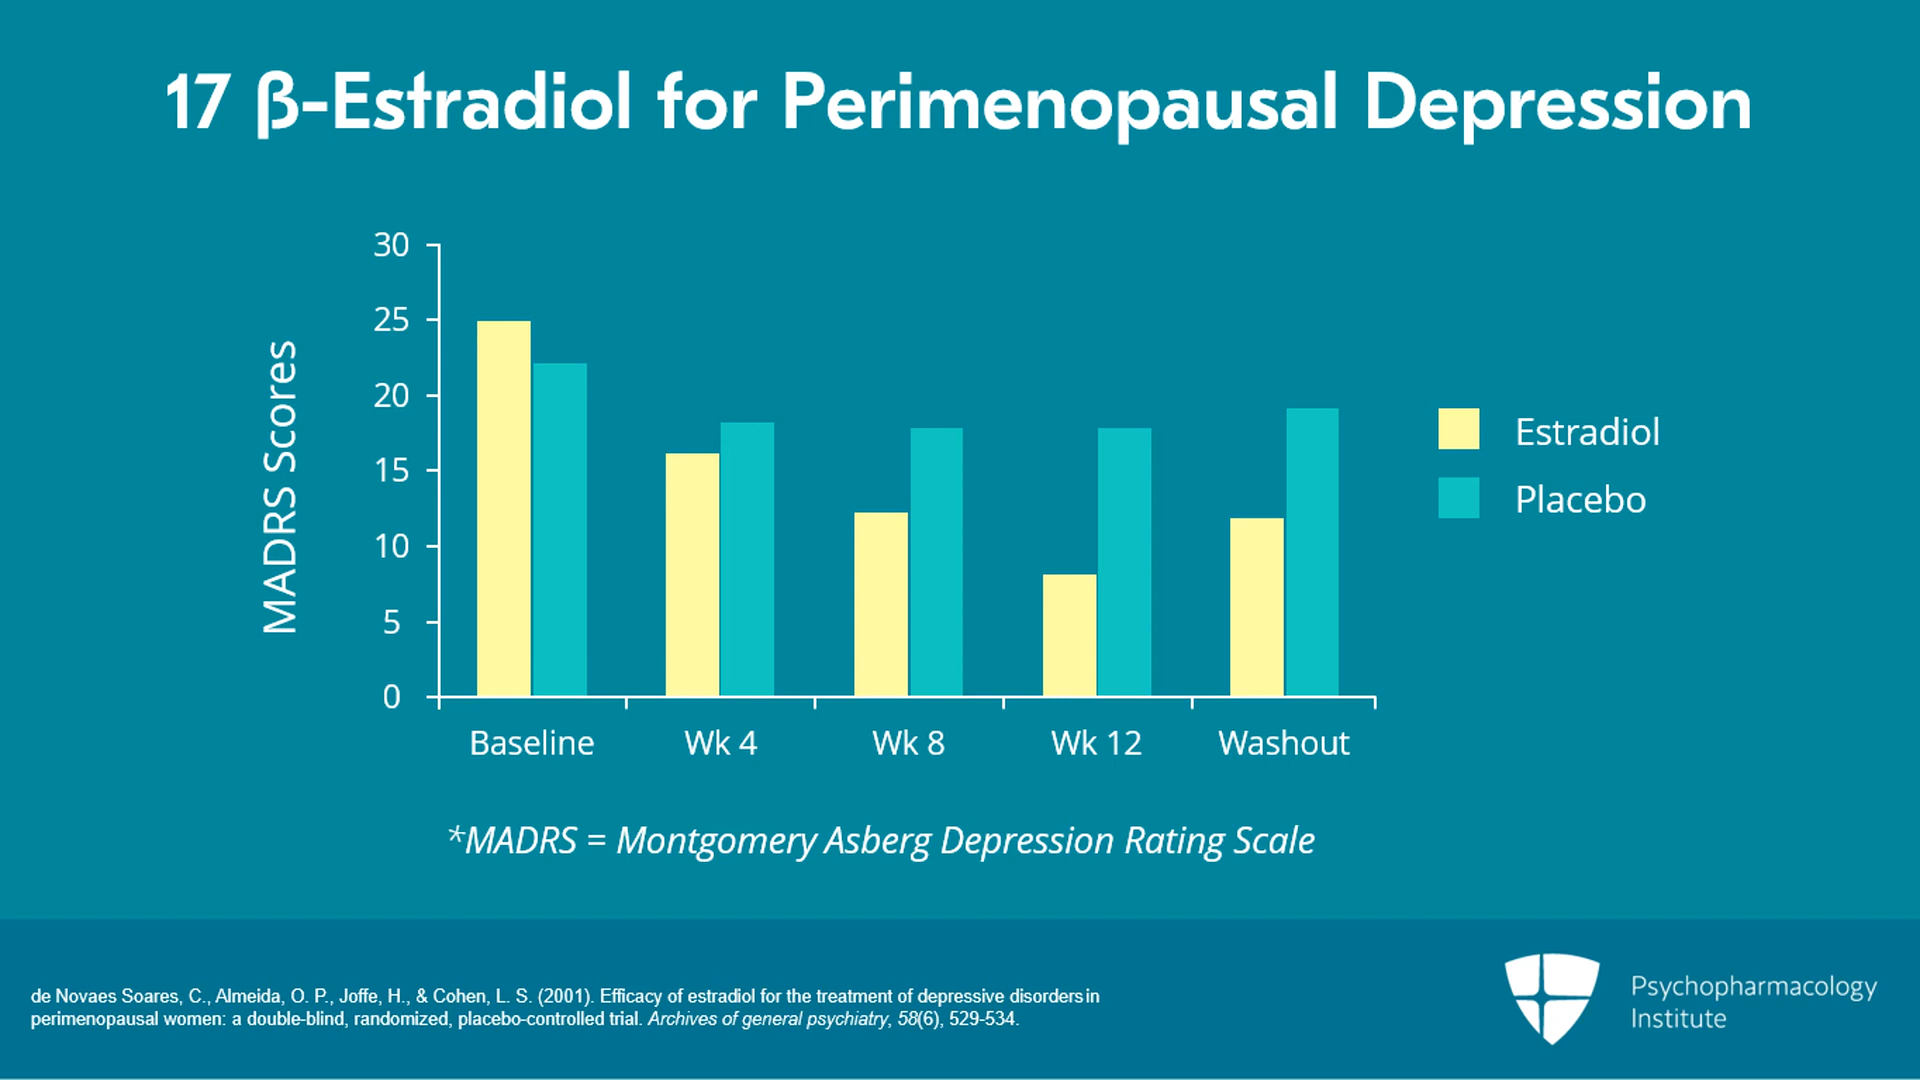 17 β-Estradiol for Perimenopausal Depression
30
25
20
15
10
5
0
MADRS Scores
Baseline
Wk 4
Wk 8
Wk 12
Washout
Estradiol
Placebo
*MADRS = Montgomery Asberg Depression Rating Scale
de Novaes Soares, C., Almeida, O. P., Joffe, H., & Cohen, L. S. (2001). Efficacy of estradiol for the treatment of depressive disorders in
perimenopausal women: a double-blind, randomized, placebo-controlled trial. Archives of general psychiatry, 58(6), 529-534.
Psychopharmacology
Institute